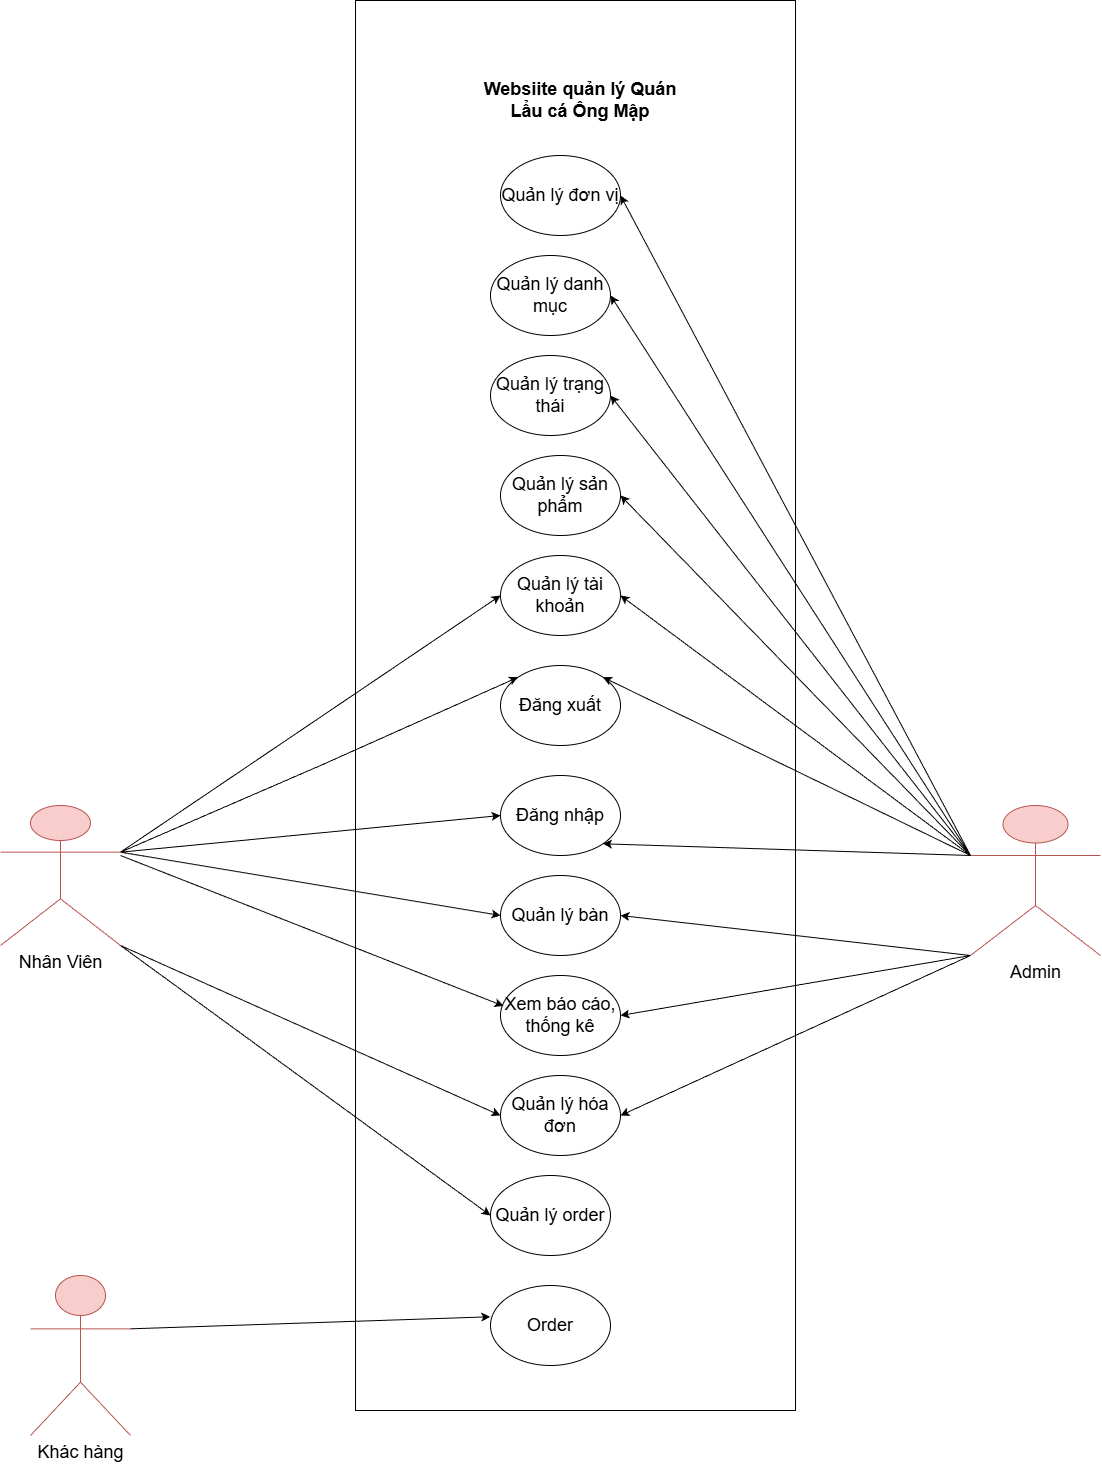 Websiite quản lý Quán
Lẩu cá Ông Mập
Quản lý đơn vị
Quản lý danh
mục
Quản lý trạng
thái
Quản lý sản
phẩm
Quản lý tài
khoản
Đăng xuất
Đăng nhập
Quản lý bàn
Nhân Viên
Admin
Xem báo cáo,
thống kê
Quản lý hóa
đơn
Quản lý order
Order
Khác hàng